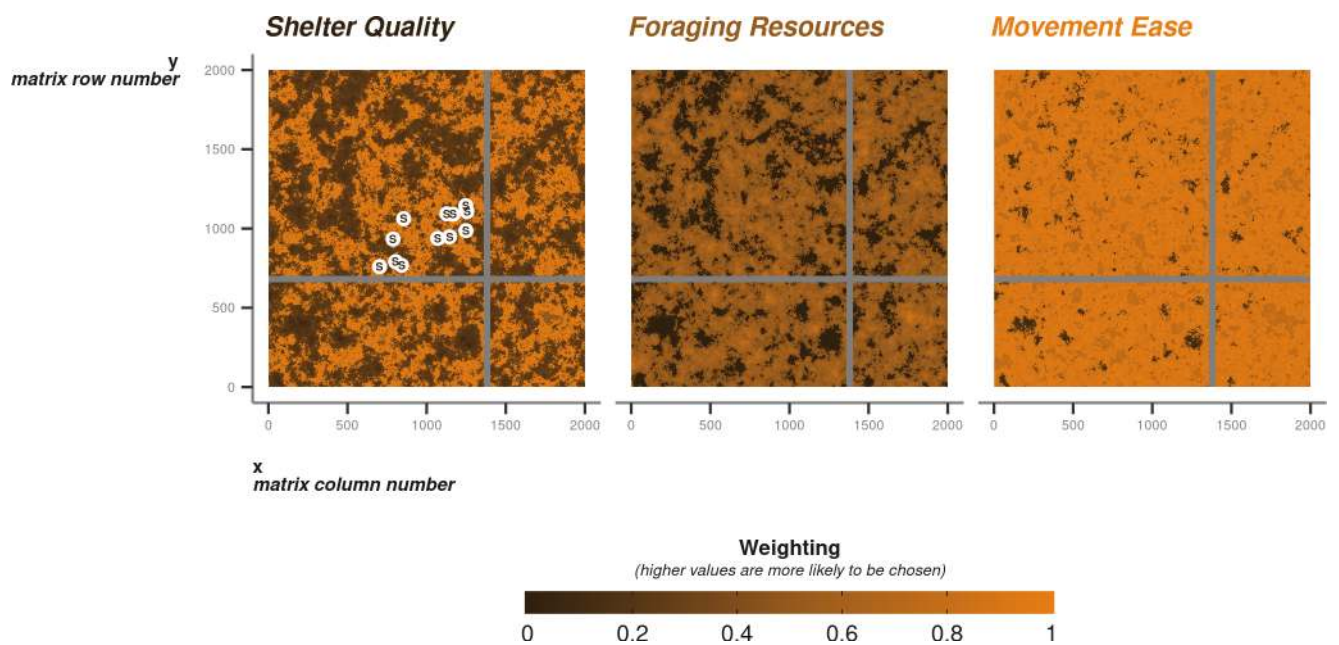 Shelter Quality
Foraging Resources
Movement Ease
y
matrix row number
2000
1500
1000
500
0
S
S
S
S
S
S
S
S
S
S
S
S
S
0 500 1000 1500 2000
0 500 1000 1500 2000
0 500 1000 1500 2000
x
matrix column number
Weighting
(higher values are more likely to be chosen)
0 0.2 0.4 0.6 0.8 1